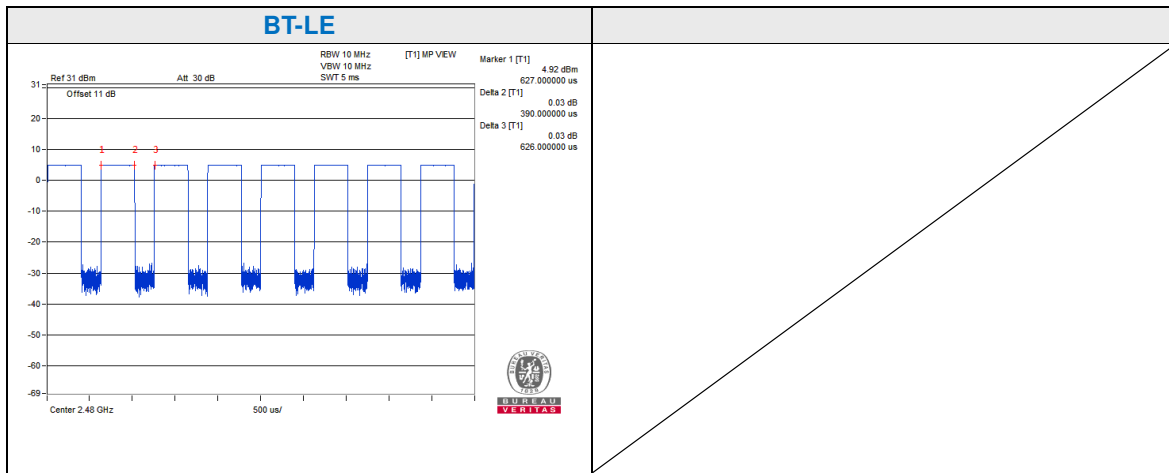 BT-LE
RBW 10 MHz [T1] MP VIEW
VBW 10 MHz
Ref 31 dBm Att 30 dB SWT 5 ms
Marker 1 [T1]
4.92 dBm
627.000000 us
Delta 2 [T1]
0.03 dB
390.000000 us
Delta 3 [T1]
0.03 dB
626.000000 us
31
Offset 11 dB
20
10
1 2 3
0
-10
-20
-30
-40
-50
-60
-69
Center 2.48 GHz 500 us/
BUREAU VERITAS
1828
BUREAU
VERITAS